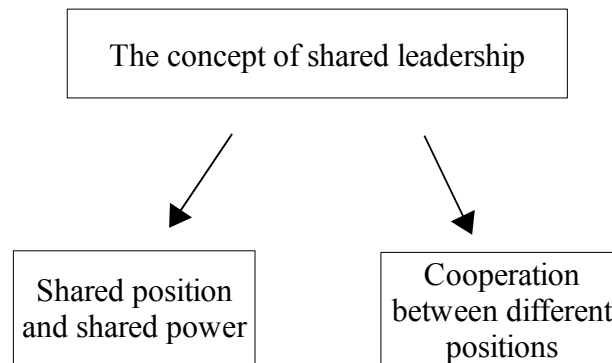 The concept of shared leadership
Shared position
and shared power
Cooperation
between different
positions